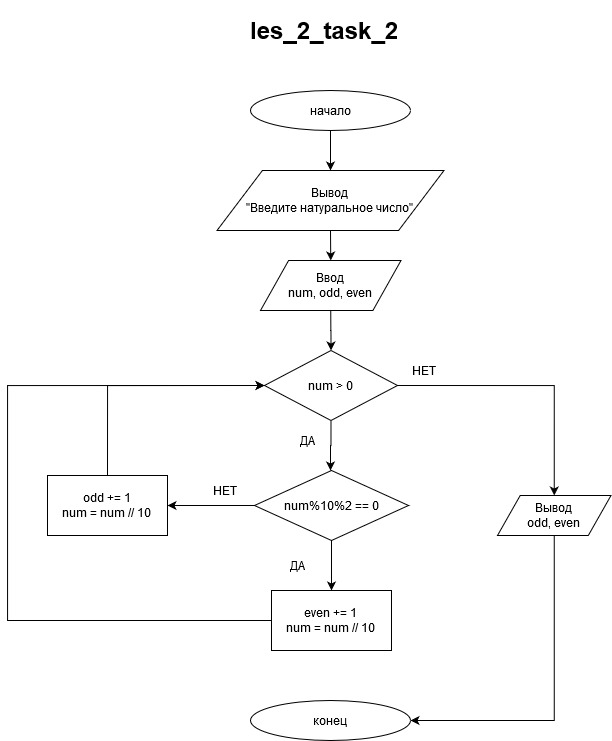 les_2_task_2
начало
Вывод
"Введите натуральное число"
Ввод
num, odd, even
num > 0
НЕТ
ДА
odd += 1
num = num // 10
НЕТ
num%10%2 == 0
Вывод
odd, even
ДА
even += 1
num = num // 10
конец